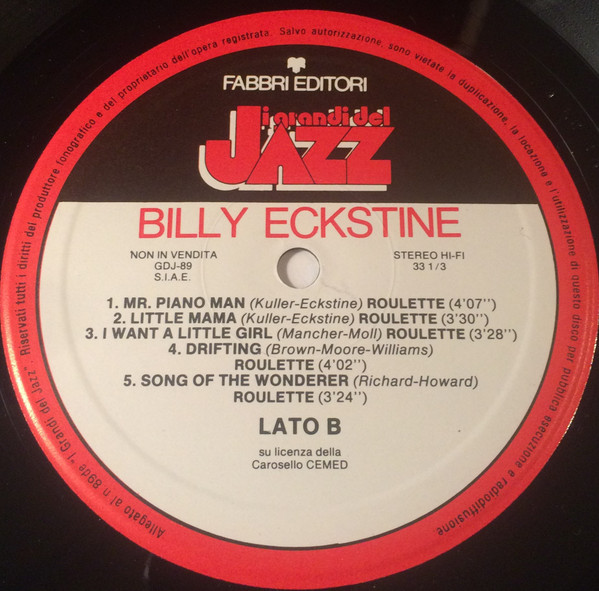 FABBRI EDITORI
i grandi del
JAZZ
BILLY ECKSTINE
NON IN VENDITA
GDJ-89
S.I.A.E.
STEREO HI-FI
33 1/3
1. MR. PIANO MAN (Kuller-Eckstine) ROULETTE (4'07'')
2. LITTLE MAMA (Kuller-Eckstine) ROULETTE (3'30'')
3. I WANT A LITTLE GIRL (Mancher-Moll) ROULETTE (3'28'')
4. DRIFTING (Brown-Moore-Williams)
ROULETTE (4'02'')
5. SONG OF THE WONDERER (Richard-Howard)
ROULETTE (3'24'')
LATO B
su licenza della
Carosello CEMED
Allegato al n 89 de "I Grandi del Jazz". Riservati tutti i diritti del produttore fonografico e del proprietario dell'opera registrata. Salvo autorizzazione, sono vietate la duplicazione, la locazione e l'utilizzazione di questo disco per pubblica esecuzione e radiodiffusione